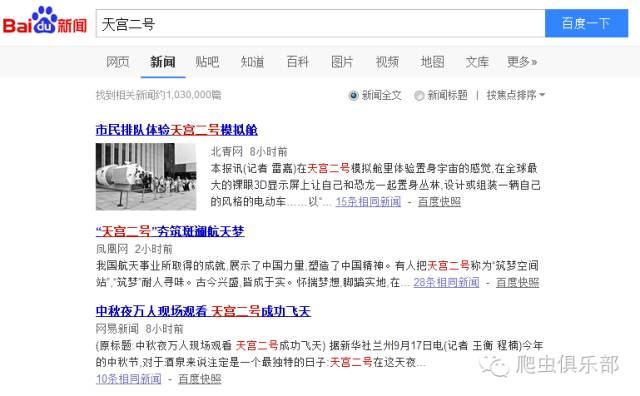 Bai du 新闻 天宫二号 百度一下
网页 新闻 贴吧 知道 百科 图片 视频 地图 文库 更多»
找到相关新闻约1,030,000篇 新闻全文 新闻标题 | 按焦点排序
市民排队体验天宫二号模拟舱
北青网 8小时前
本报讯(记者 雷嘉)在天宫二号模拟舱里体验置身宇宙的感觉,在全球最
大的裸眼3D显示屏上让自己和恐龙一起置身丛林,设计或组装一辆自己
的风格的电动车……以“... 15条相同新闻 - 百度快照
“天宫二号”夯筑斑斓航天梦
凤凰网 2小时前
我国航天事业所取得的成就,展示了中国力量,塑造了中国精神。有人把天宫二号称为“筑梦空间
站”,“筑梦”耐人寻味。古今兴盛,皆成于实。怀揣梦想,脚踏实地,在... 28条相同新闻 - 百度快照
中秋夜万人现场观看 天宫二号成功飞天
网易新闻 8小时前
(原标题:中秋夜万人现场观看 天宫二号成功飞天) 据新华社兰州9月17日电(记者 王衡 程楠)今年
的中秋节,对于酒泉来说注定是一个最独特的日子:天宫二号在这天夜...
10条相同新闻 - 百度快照
爬虫俱乐部